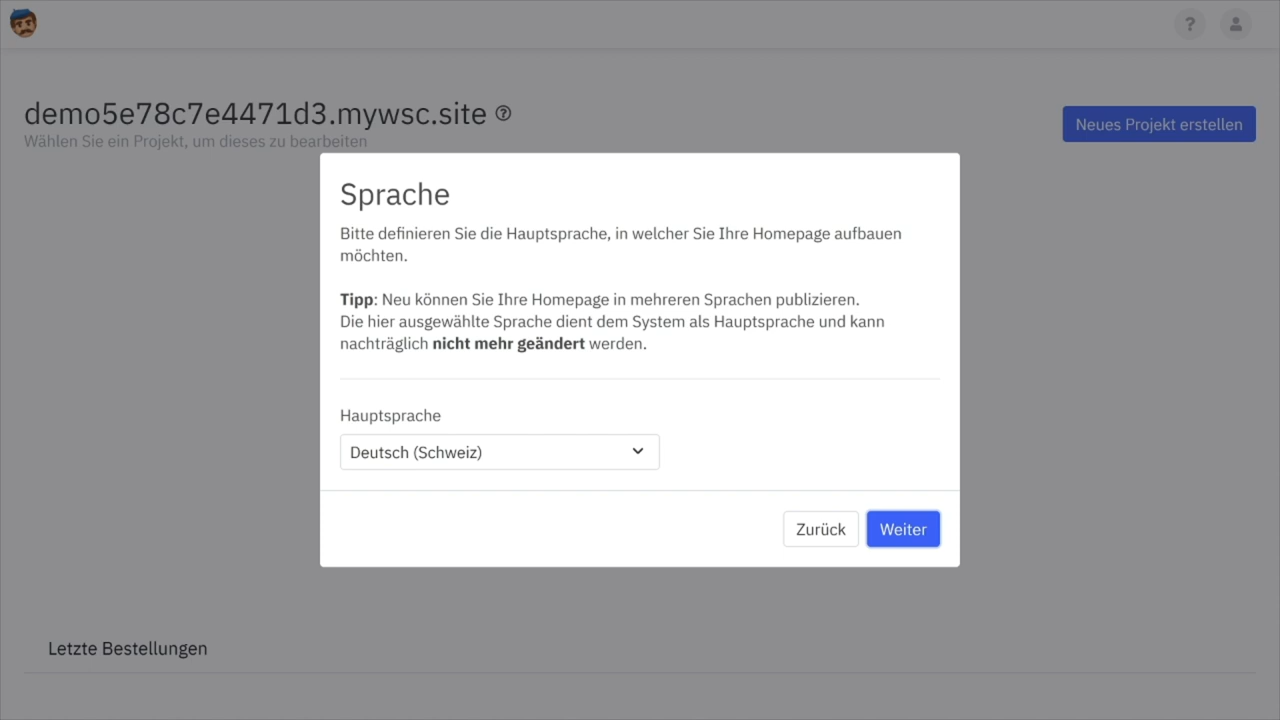 ?
demo5e78c7e4471d3.mywsc.site ?
Wählen Sie ein Projekt, um dieses zu bearbeiten
Neues Projekt erstellen
Sprache
Bitte definieren Sie die Hauptsprache, in welcher Sie Ihre Homepage aufbauen
möchten.
Tipp: Neu können Sie Ihre Homepage in mehreren Sprachen publizieren.
Die hier ausgewählte Sprache dient dem System als Hauptsprache und kann
nachträglich nicht mehr geändert werden.
Hauptsprache
Deutsch (Schweiz)
Zurück
Weiter
Letzte Bestellungen